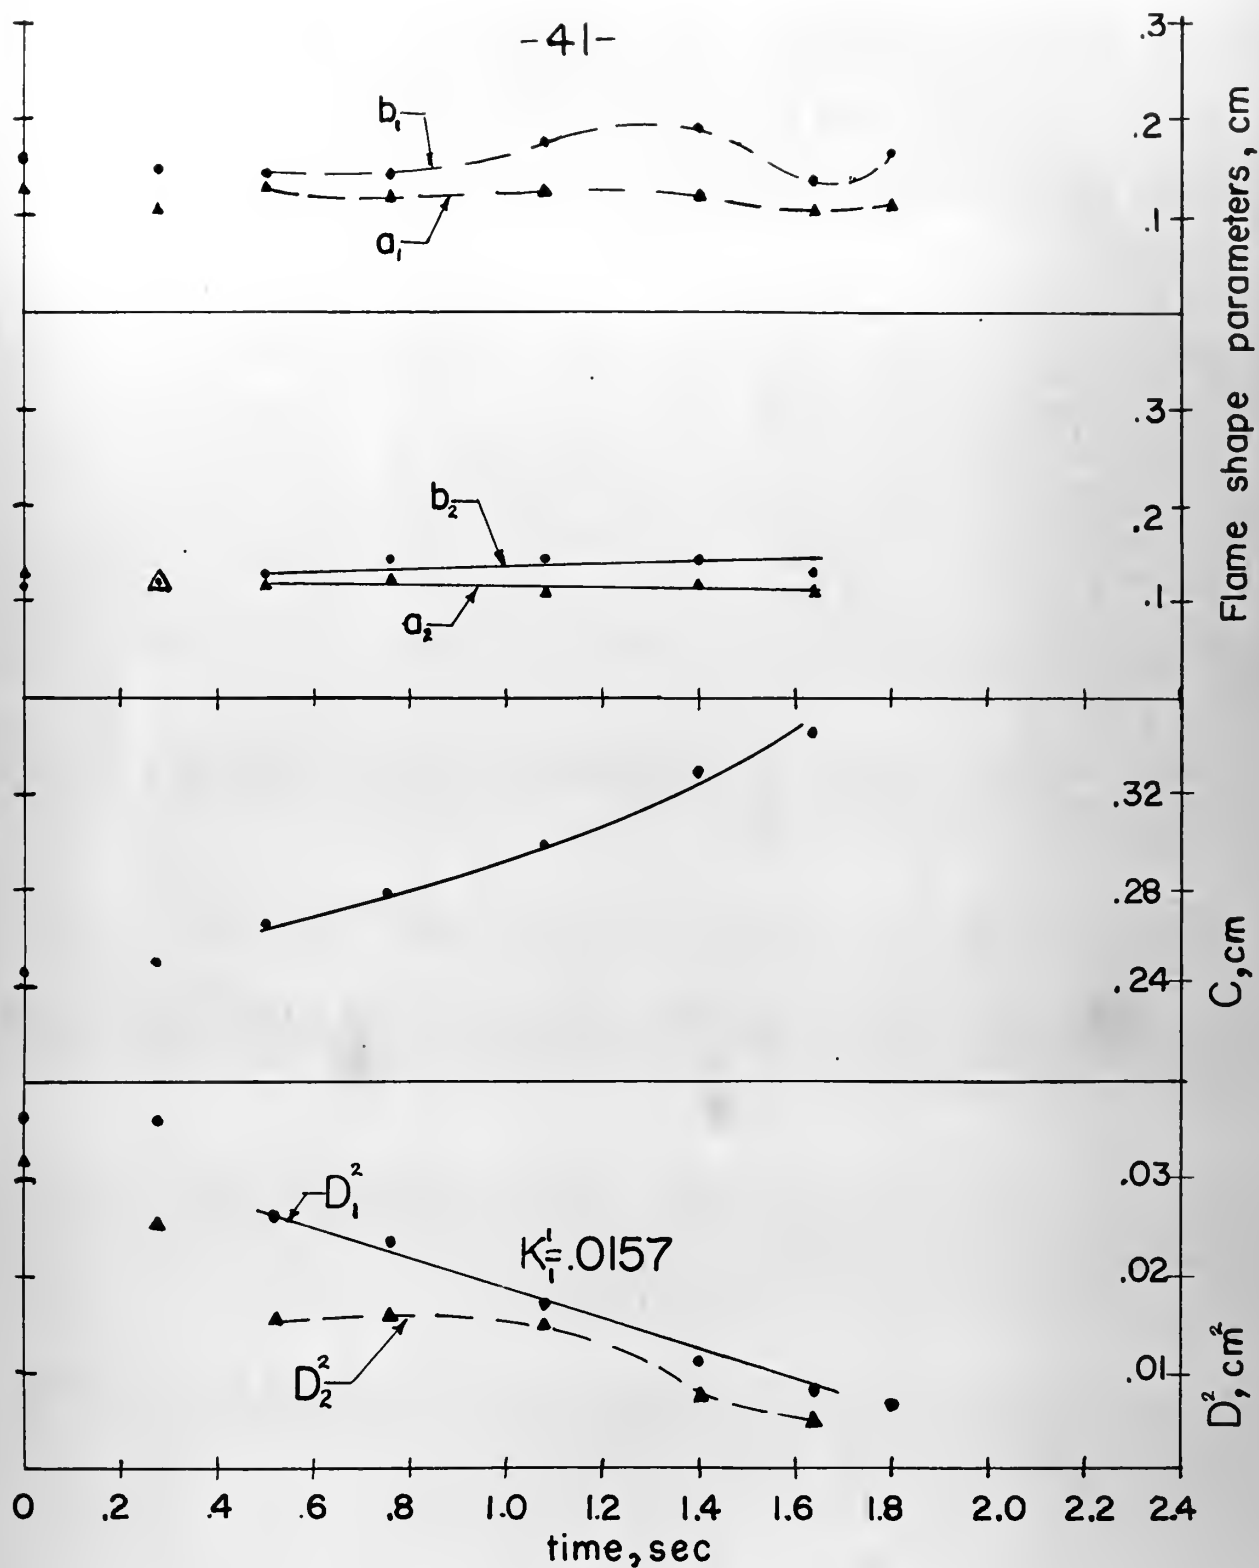 -41-
.3
.2
.1
b₁
a₁
Flame shape parameters, cm
.3
.2
.1
b₂
a₂
.32
.28
.24
C, cm
.03
.02
.01
D², cm²
D₁²
K₁'=.0157
D₂²
0 .2 .4 .6 .8 1.0 1.2 1.4 1.6 1.8 2.0 2.2 2.4
time, sec